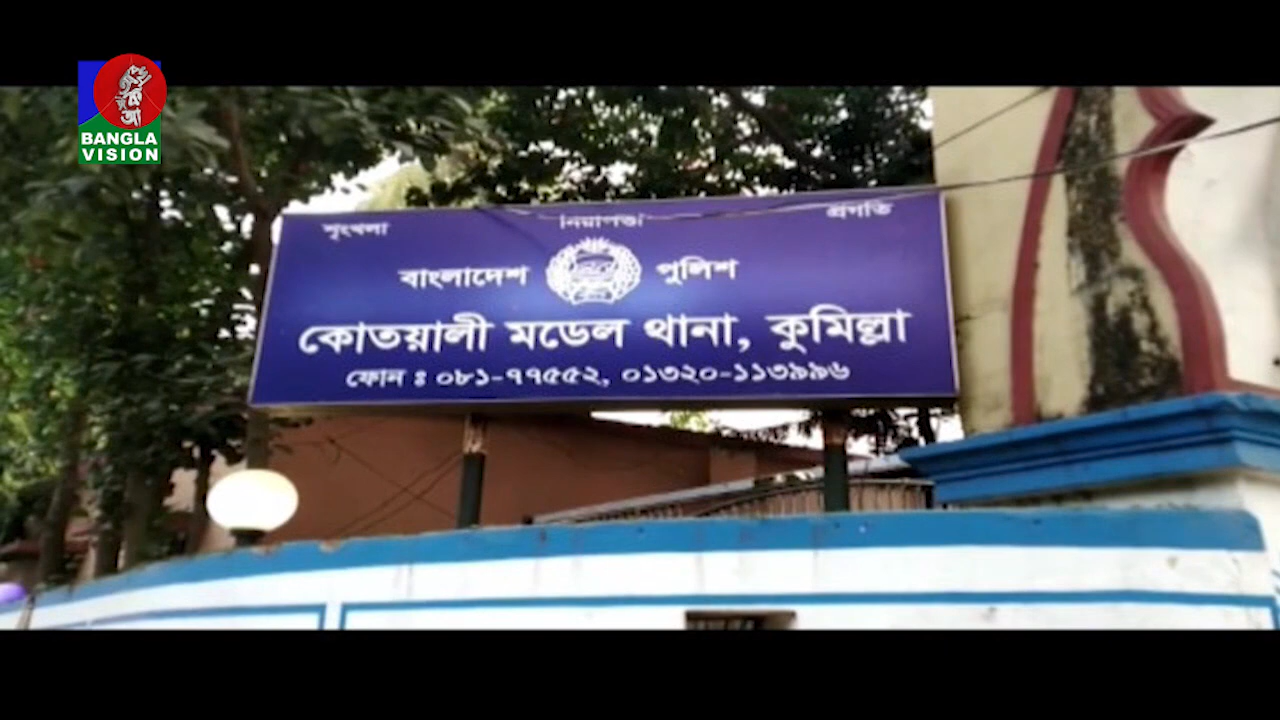 BANGLA
VISION
শৃংখলা নিরাপত্তা প্রগতি
বাংলাদেশ পুলিশ
কোতয়ালী মডেল থানা, কুমিল্লা
ফোন ঃ ০৮১-৭৭৫৫২, ০১৩২০-১১৩৯৯৬